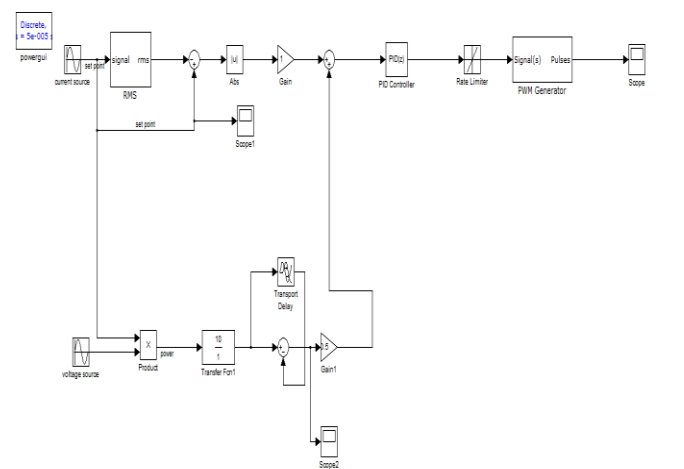 Discrete,
s = 5e-005 s
powergui
current source
set point
signal rms
RMS
|u|
Abs
1
Gain
PID(z)
PID Controller
Rate Limiter
Signal(s) Pulses
PWM Generator
Scope
set point
Scope1
Transport
Delay
voltage source
X
Product
power
10
1
Transfer Fcn1
0.5
Gain1
Scope2